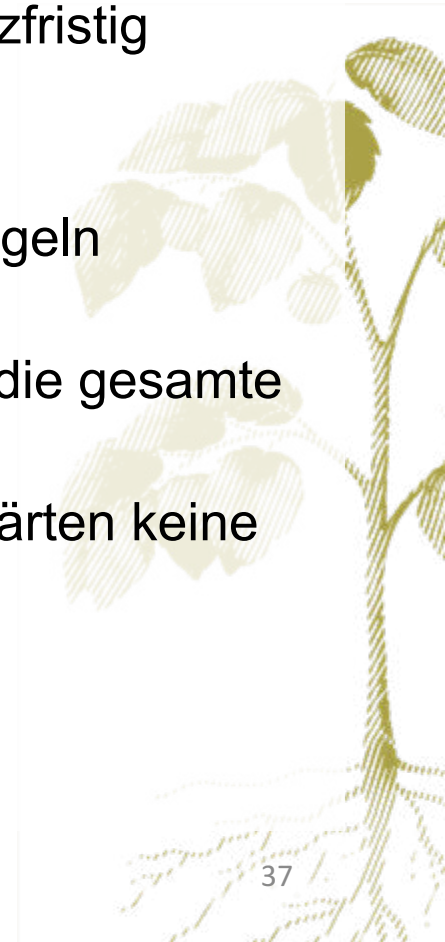 zfristig
geln
die gesamte
ärten keine
37